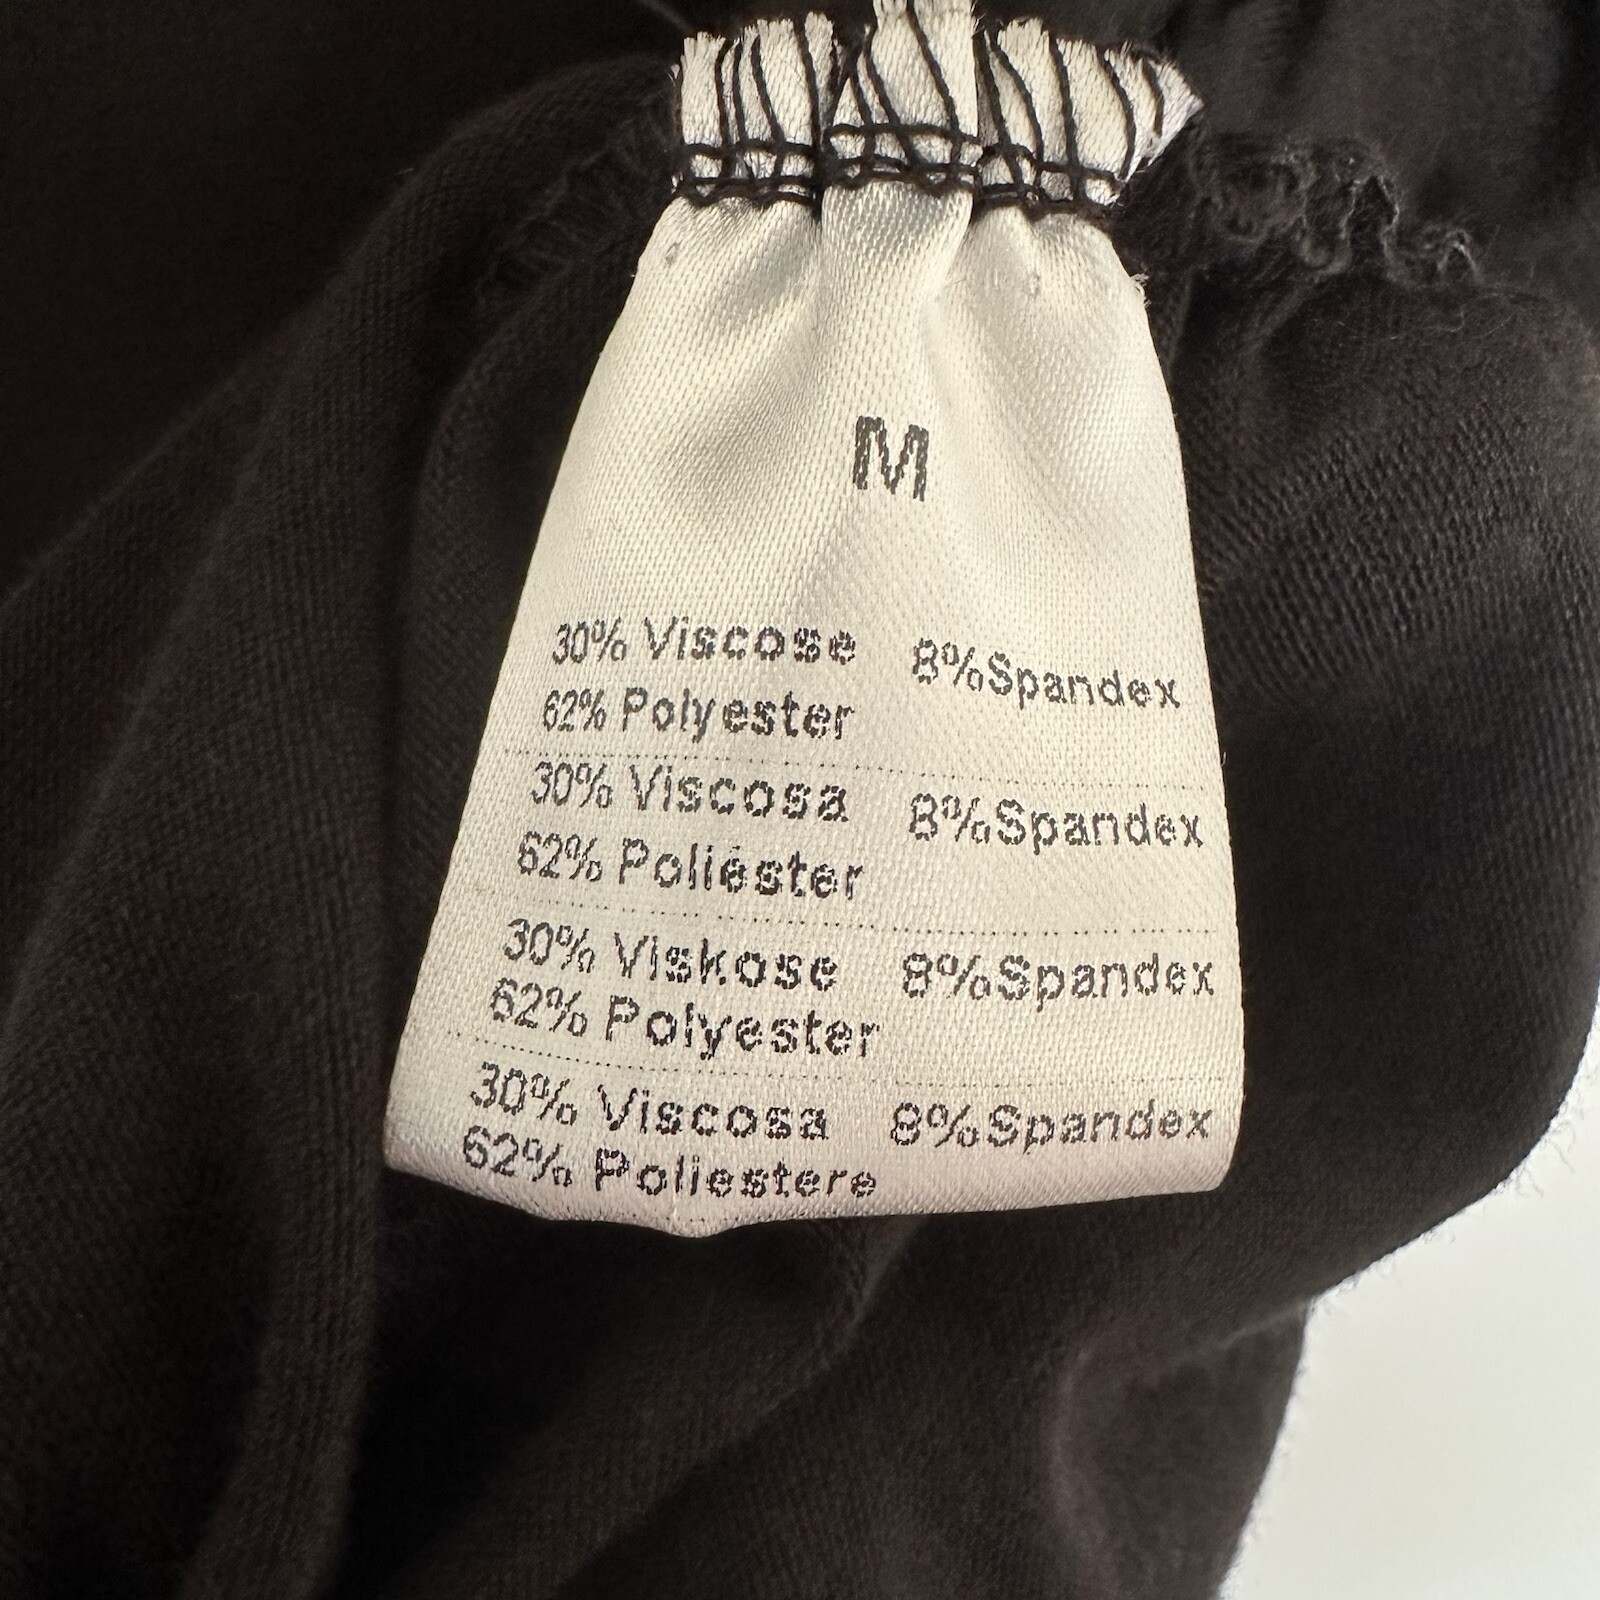 M
30% Viscose 8%Spandex
62% Polyester
30% Viscosa 8%Spandex
62% Poliéster
30% Viskose 8%Spandex
62% Polyester
30% Viscosa 8%Spandex
62% Poliestere